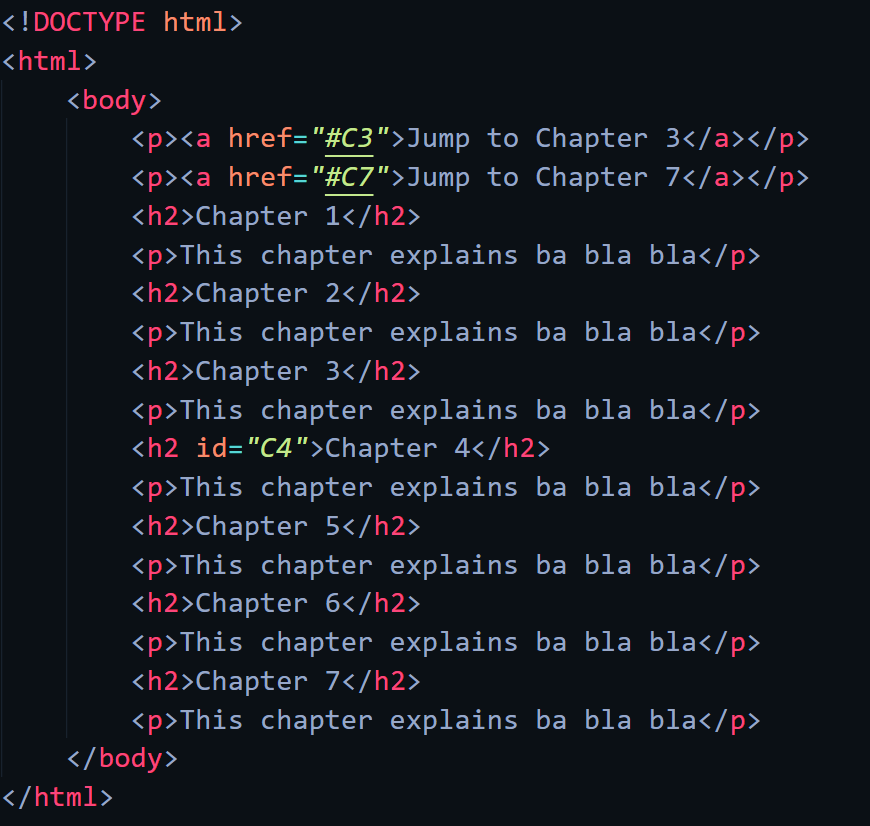 <!DOCTYPE html>
<html>
    <body>
        <p><a href="#C3">Jump to Chapter 3</a></p>
        <p><a href="#C7">Jump to Chapter 7</a></p>
        <h2>Chapter 1</h2>
        <p>This chapter explains ba bla bla</p>
        <h2>Chapter 2</h2>
        <p>This chapter explains ba bla bla</p>
        <h2>Chapter 3</h2>
        <p>This chapter explains ba bla bla</p>
        <h2 id="C4">Chapter 4</h2>
        <p>This chapter explains ba bla bla</p>
        <h2>Chapter 5</h2>
        <p>This chapter explains ba bla bla</p>
        <h2>Chapter 6</h2>
        <p>This chapter explains ba bla bla</p>
        <h2>Chapter 7</h2>
        <p>This chapter explains ba bla bla</p>
    </body>
</html>